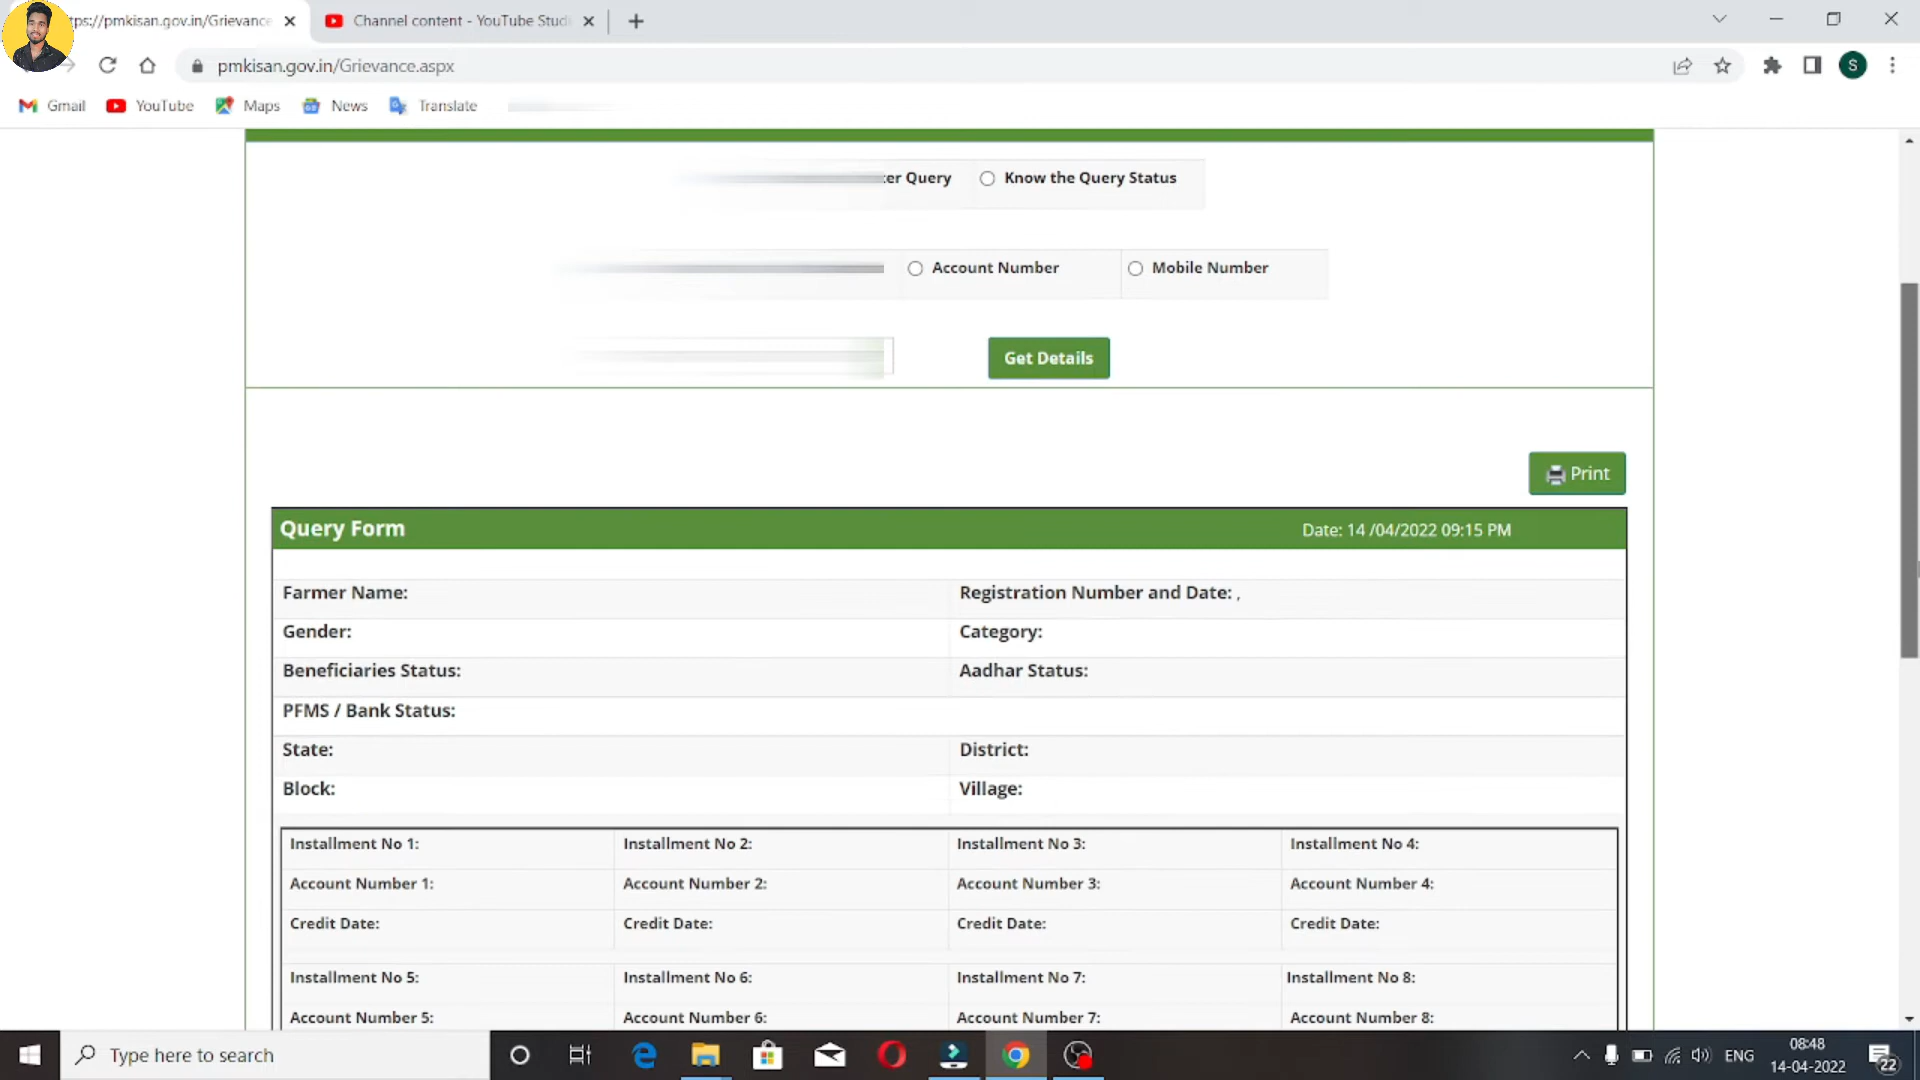 tps://pmkisan.gov.in/Grievance
Channel content - YouTube Studi
pmkisan.gov.in/Grievance.aspx
S
Gmail YouTube Maps News Translate
Query Know the Query Status
Account Number Mobile Number
Get Details
Print
Query Form Date: 14 /04/2022 09:15 PM
Farmer Name: Registration Number and Date: ,
Gender: Category:
Beneficiaries Status: Aadhar Status:
PFMS / Bank Status:
State: District:
Block: Village:
Installment No 1: Installment No 2: Installment No 3: Installment No 4:
Account Number 1: Account Number 2: Account Number 3: Account Number 4:
Credit Date: Credit Date: Credit Date: Credit Date:
Installment No 5: Installment No 6: Installment No 7: Installment No 8:
Account Number 5: Account Number 6: Account Number 7: Account Number 8:
Type here to search
ENG
08:48
14-04-2022
22